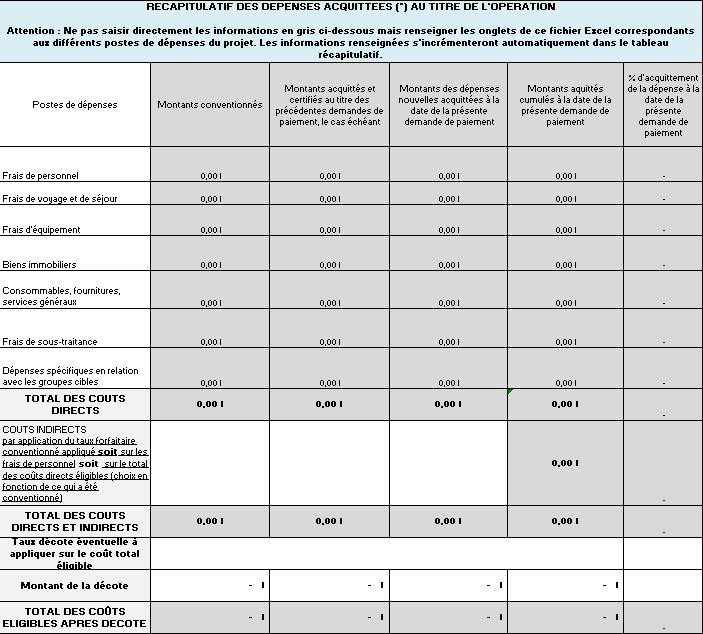 RECAPITULATIF DES DEPENSES ACQUITTEES (*) AU TITRE DE L'OPERATION
Attention : Ne pas saisir directement les informations en gris ci-dessous mais renseigner les onglets de ce fichier Excel correspondants
aux différents postes de dépenses du projet. Les informations renseignées s'incrémenteront automatiquement dans le tableau
récapitulatif.
Postes de dépenses
Montants conventionnés
Montants acquittés et
certifiés au titre des
précédentes demandes de
paiement, le cas échéant
Montants des dépenses
nouvelles acquittées à la
date de la présente
demande de paiement
Montants aquittés
cumulés à la date de la
présente demande de
paiement
% d'acquittement
de la dépense à la
date de la
présente
demande de
paiement
Frais de personnel 0,00 l 0,00 l 0,00 l 0,00 l -
Frais de voyage et de séjour 0,00 l 0,00 l 0,00 l 0,00 l -
Frais d'équipement 0,00 l 0,00 l 0,00 l 0,00 l -
Biens immobiliers 0,00 l 0,00 l 0,00 l 0,00 l -
Consommables, fournitures,
services généraux 0,00 l 0,00 l 0,00 l 0,00 l -
Frais de sous-traitance 0,00 l 0,00 l 0,00 l 0,00 l -
Dépenses spécifiques en relation
avec les groupes cibles 0,00 l 0,00 l 0,00 l 0,00 l -
TOTAL DES COUTS
DIRECTS 0,00 l 0,00 l 0,00 l 0,00 l -
COUTS INDIRECTS
par application du taux forfaitaire
conventionné appliqué soit sur les
frais de personnel soit sur le total
des coûts directs éligibles (choix en
fonction de ce qui a été
conventionné) 0,00 l -
TOTAL DES COUTS
DIRECTS ET INDIRECTS 0,00 l 0,00 l 0,00 l 0,00 l -
Taux décote éventuelle à
appliquer sur le coût total
éligible
Montant de la décote - l - l - l - l
TOTAL DES COÛTS
ELIGIBLES APRES DECOTE - l - l - l - l -